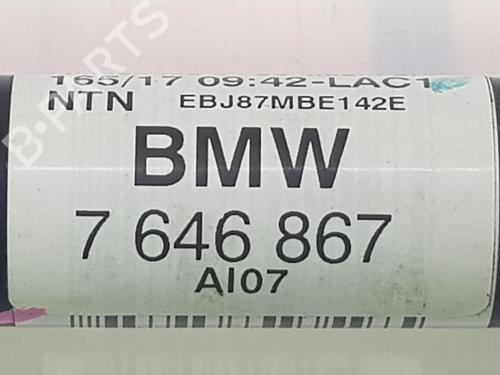 B-PARTS
165/17 09:42-LAC1
NTN EBJ87MBE142E
BMW
7 646 867
AI07